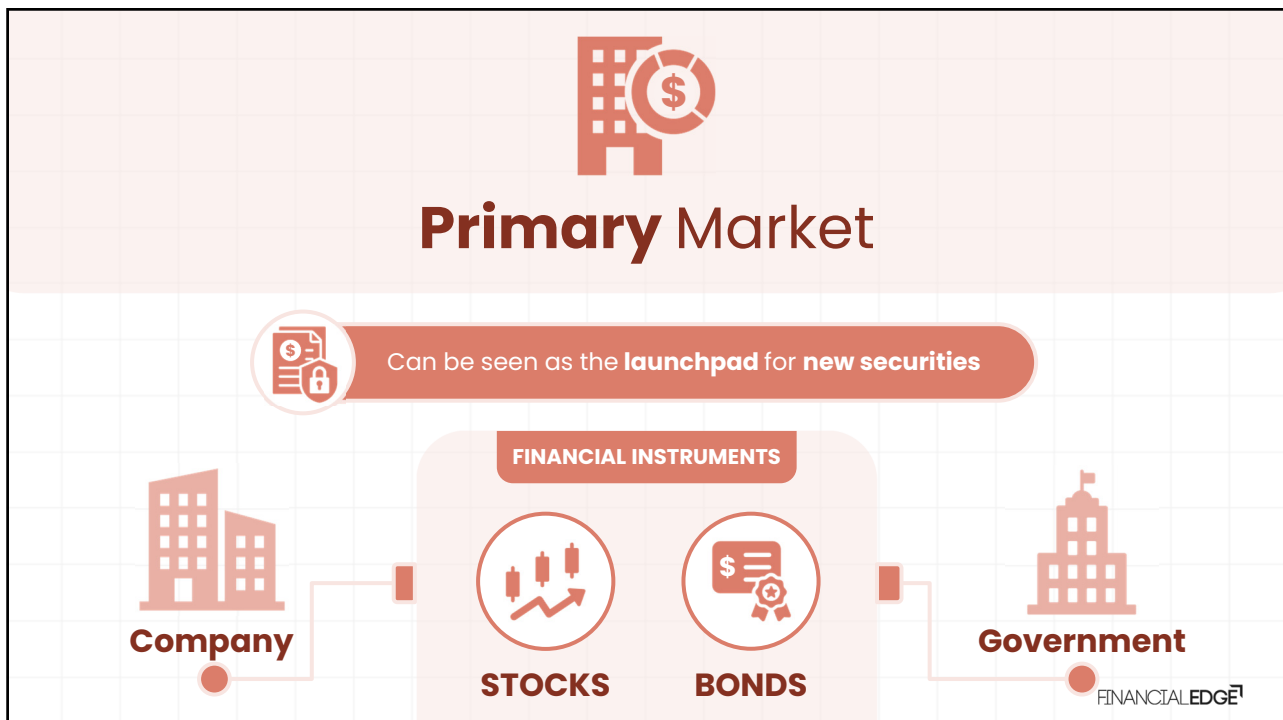 $
Primary Market
$
Can be seen as the launchpad for new securities
FINANCIAL INSTRUMENTS
$
Company
Government
STOCKS
BONDS
FINANCIALEDGE